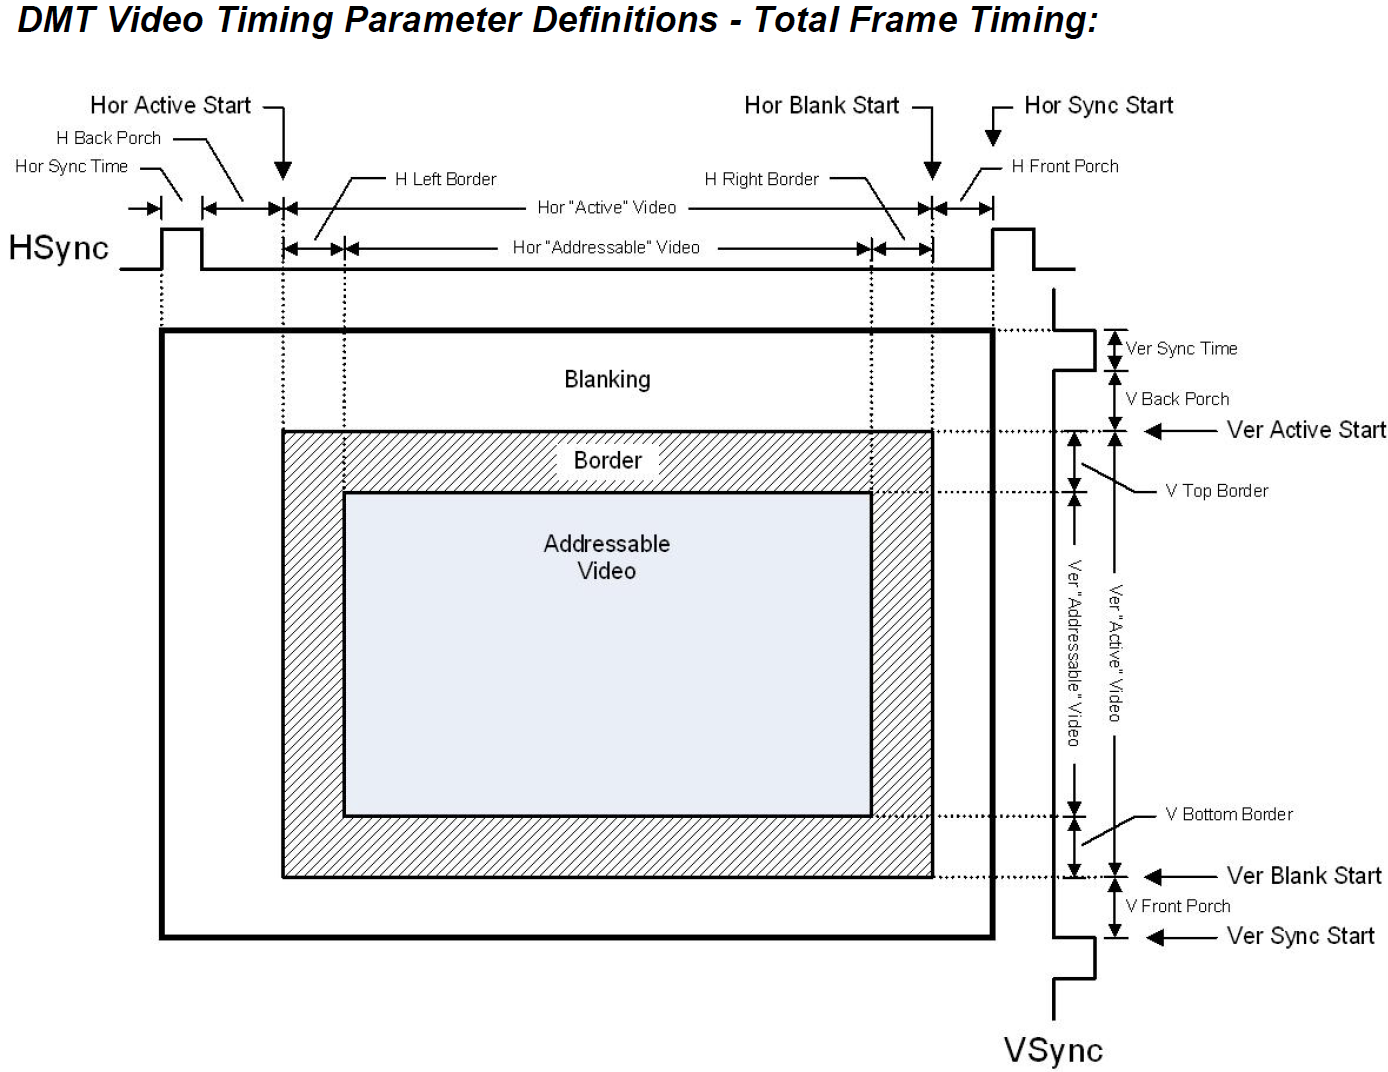 DMT Video Timing Parameter Definitions - Total Frame Timing:
Hor Active Start
Hor Blank Start
Hor Sync Start
H Back Porch
Hor Sync Time
H Left Border
H Right Border
H Front Porch
Hor "Active" Video
HSync
Hor "Addressable" Video
Blanking
Ver Sync Time
V Back Porch
Ver Active Start
Border
V Top Border
Addressable
Video
Ver "Addressable" Video
Ver "Active" Video
V Bottom Border
Ver Blank Start
V Front Porch
Ver Sync Start
VSync